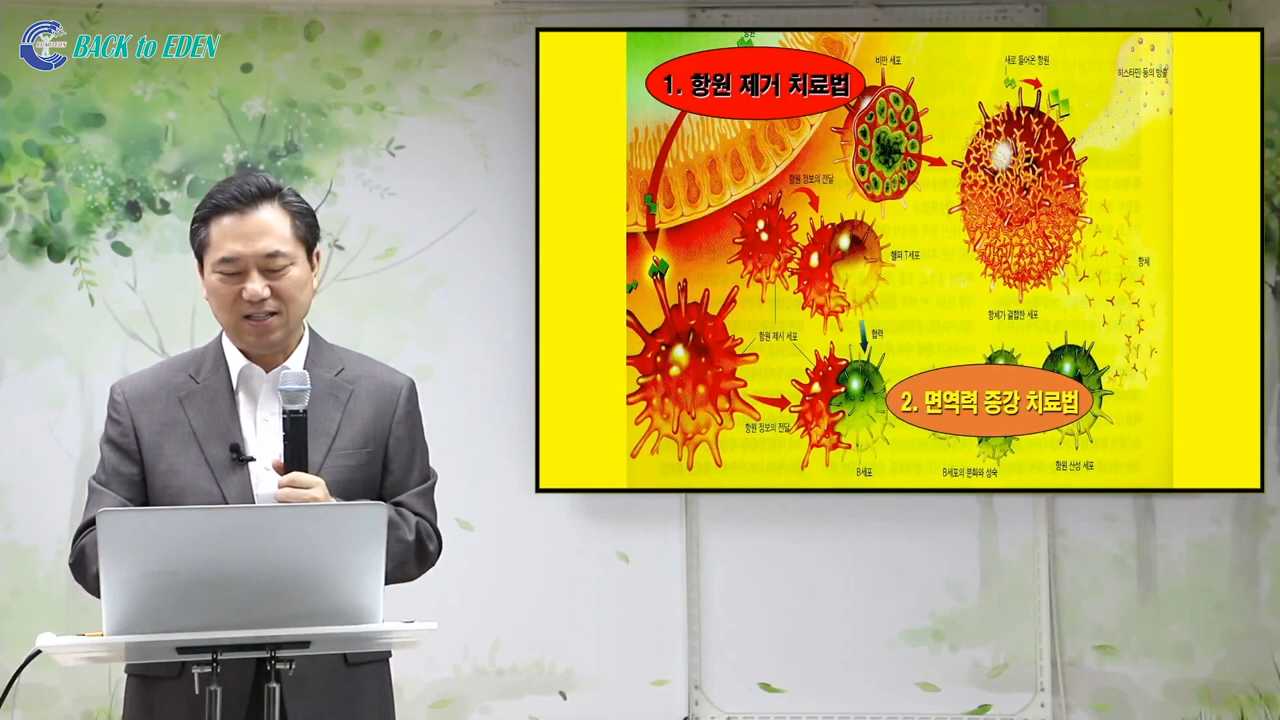 BACK to EDEN
항원
1. 항원 제거 치료법
비만 세포
새로 들어온 항원
히스타민 등의 방출
항원 정보의 전달
헬퍼 T세포
항체
항체가 결합한 세포
항원 제시 세포
협력
2. 면역력 증강 치료법
항원 정보의 전달
B세포
B세포의 분화와 성숙
항원 산성 세포